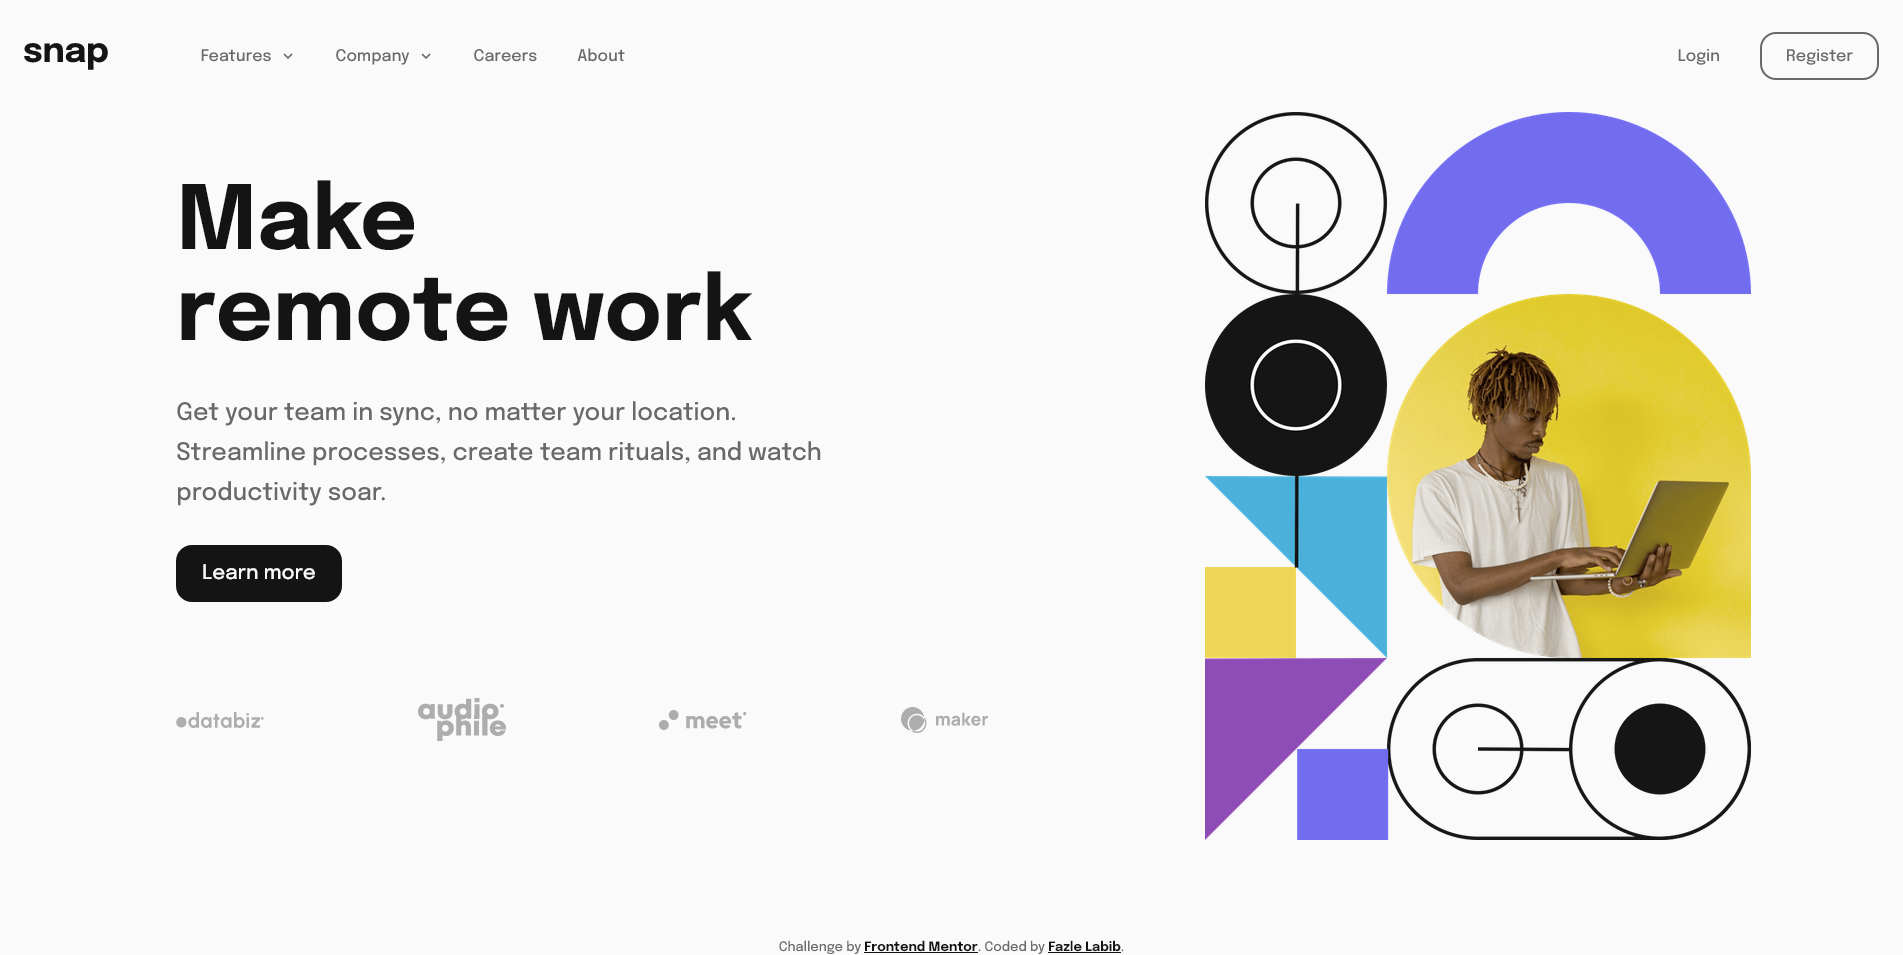 snap
Features
Company
Careers
About
Login
Register
Make
remote work
Get your team in sync, no matter your location.
Streamline processes, create team rituals, and watch
productivity soar.
Learn more
databiz
audio
phile
meet
maker
Challenge by Frontend Mentor. Coded by Fazle Labib.